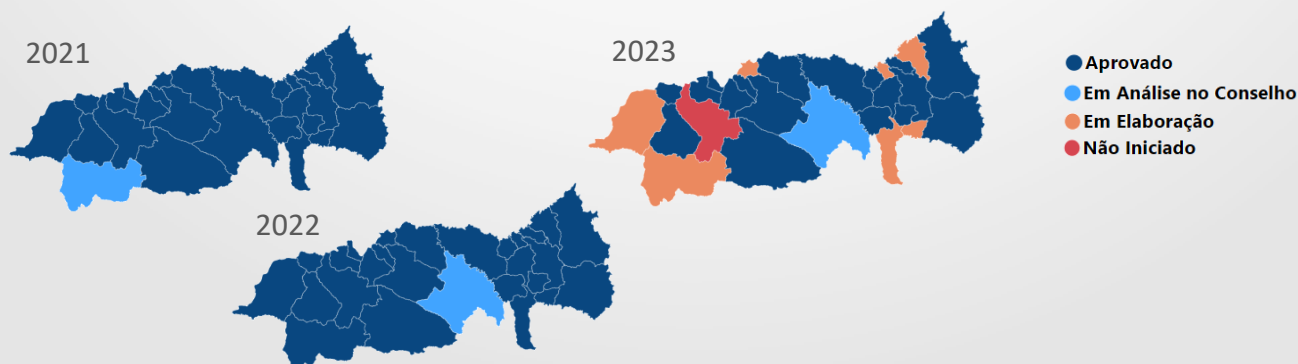 2021
2022
2023
Aprovado
Em Análise no Conselho
Em Elaboração
Não Iniciado